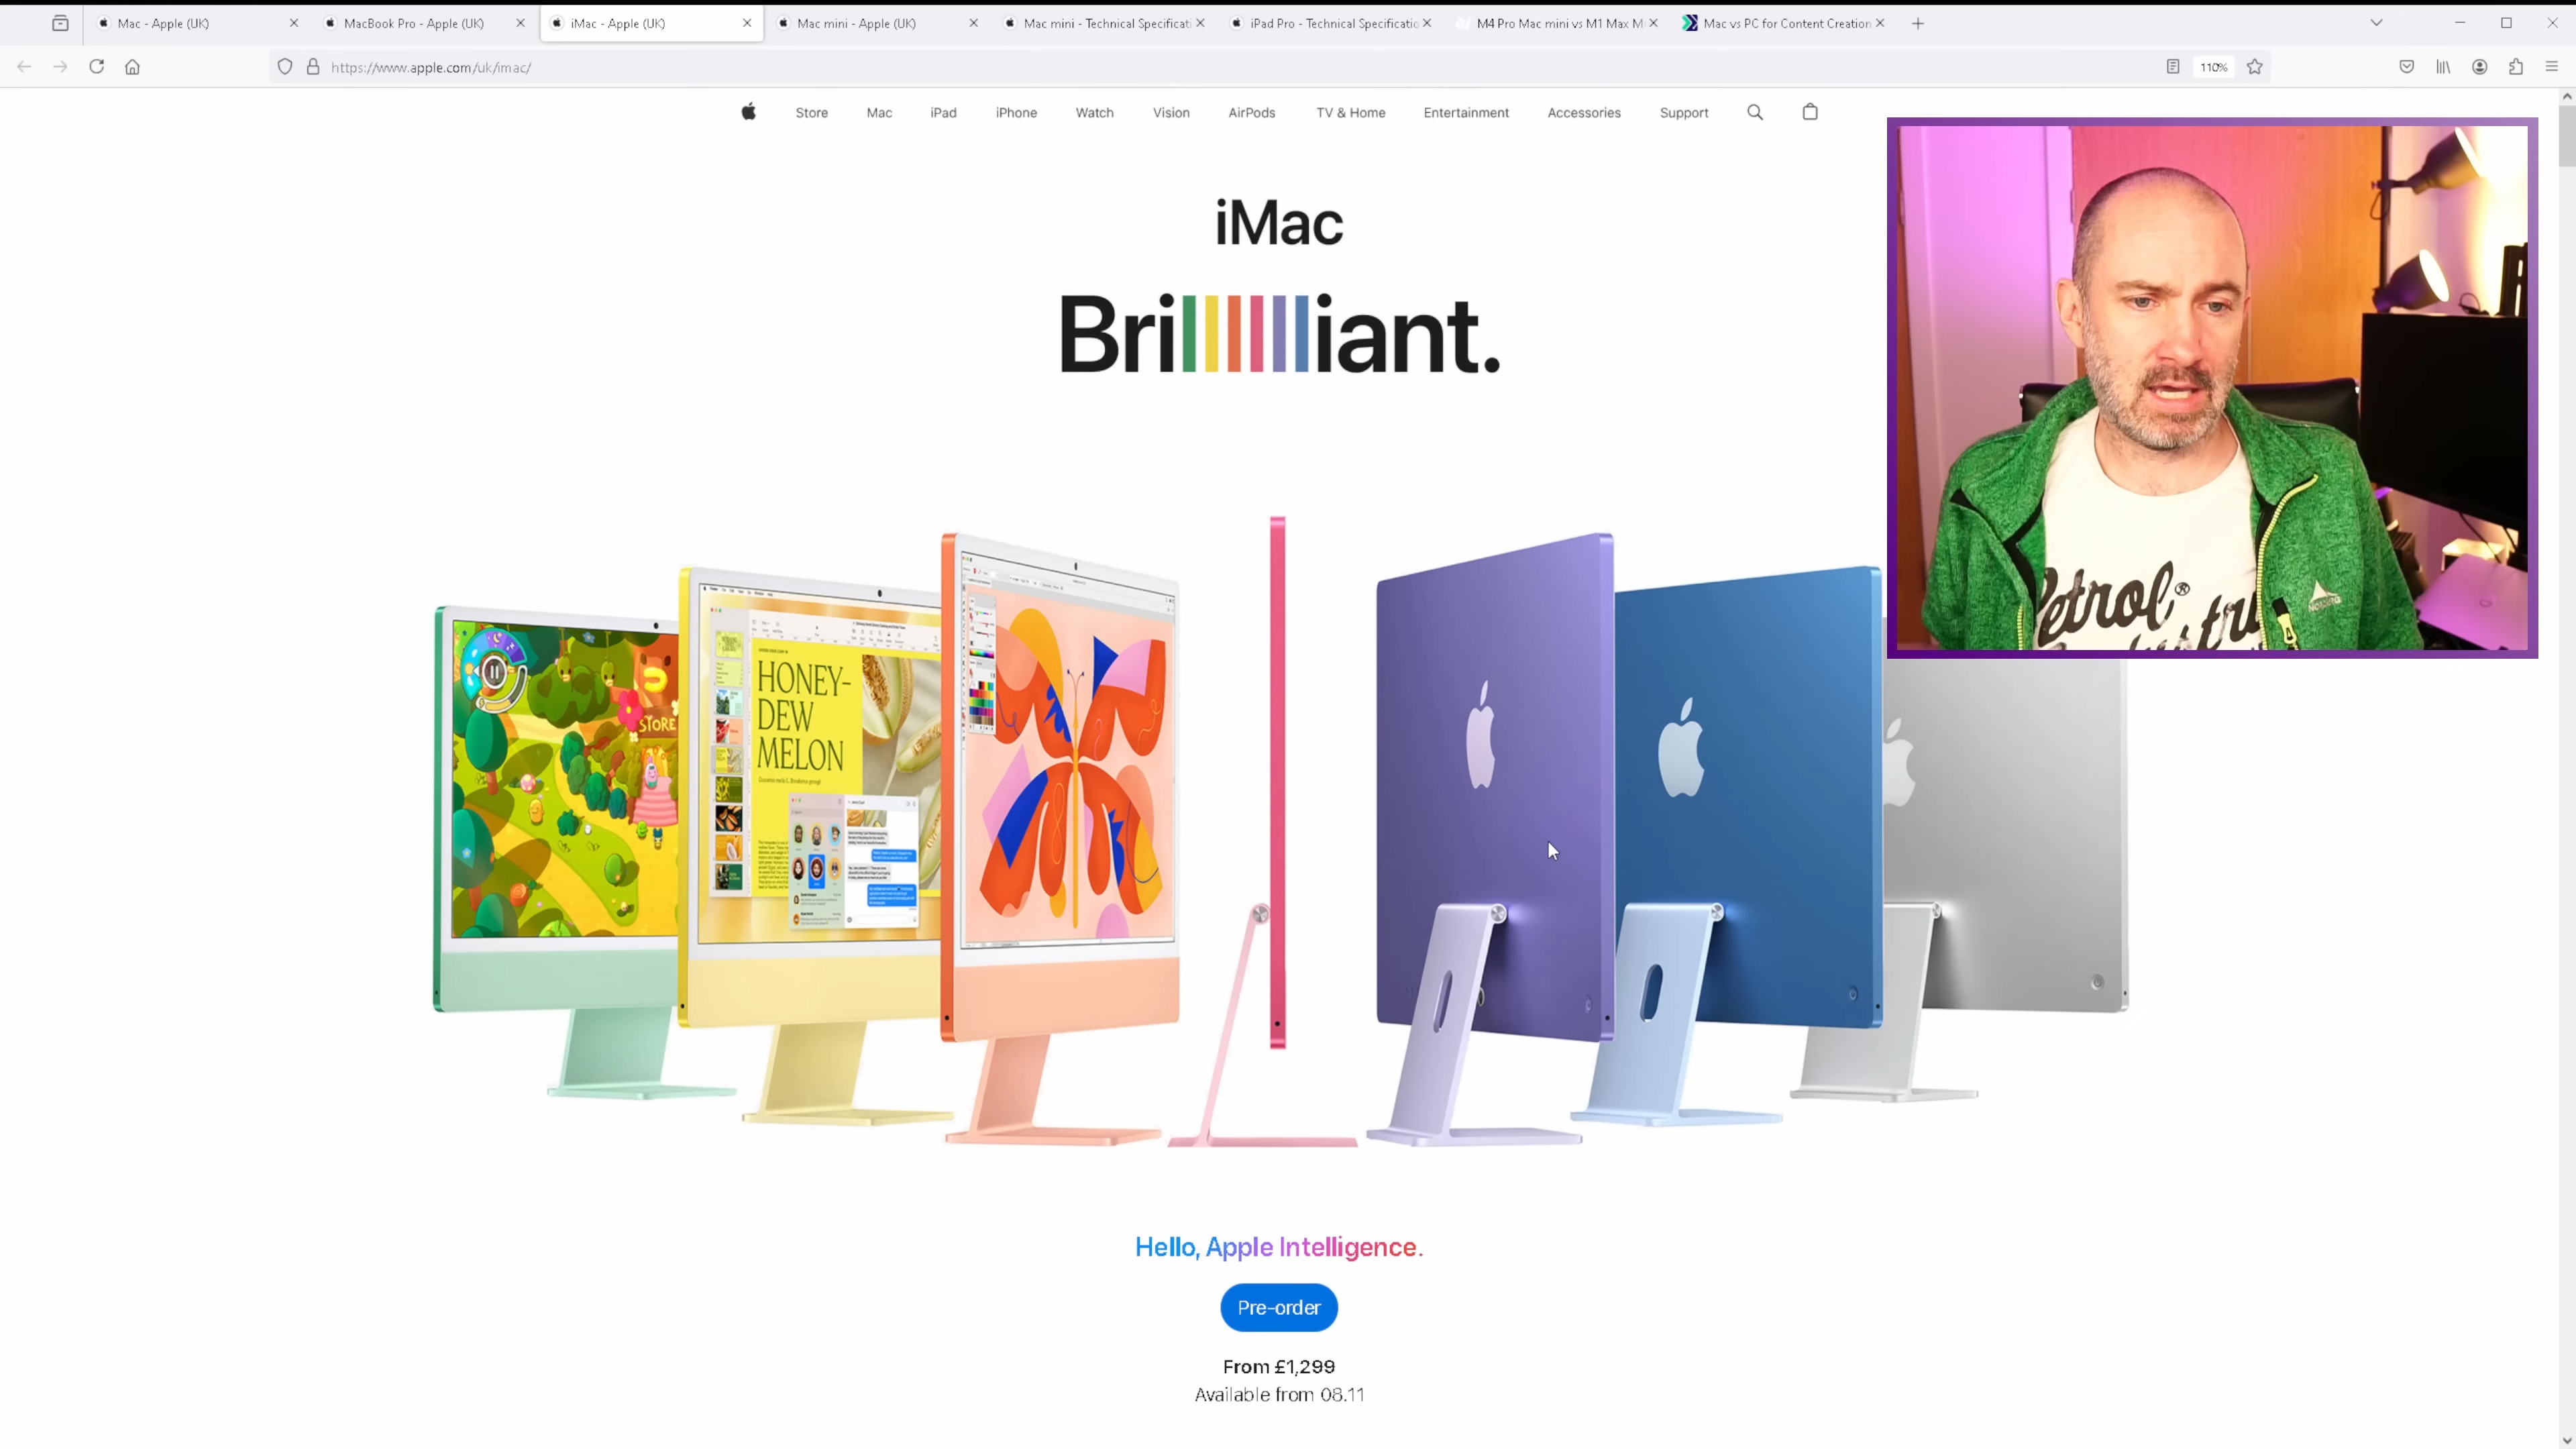 Mac - Apple (UK)
MacBook Pro - Apple (UK)
iMac - Apple (UK)
Mac mini - Apple (UK)
Mac mini - Technical Specificati
iPad Pro - Technical Specificatio
M4 Pro Mac mini vs M1 Max M
Mac vs PC for Content Creation
https://www.apple.com/uk/imac/
110%
Store Mac iPad iPhone Watch Vision AirPods TV & Home Entertainment Accessories Support
iMac
Brilllllliant.
STORE
HONEY-
DEW
MELON
etrol®
Hello, Apple Intelligence.
Pre-order
From £1,299
Available from 08.11